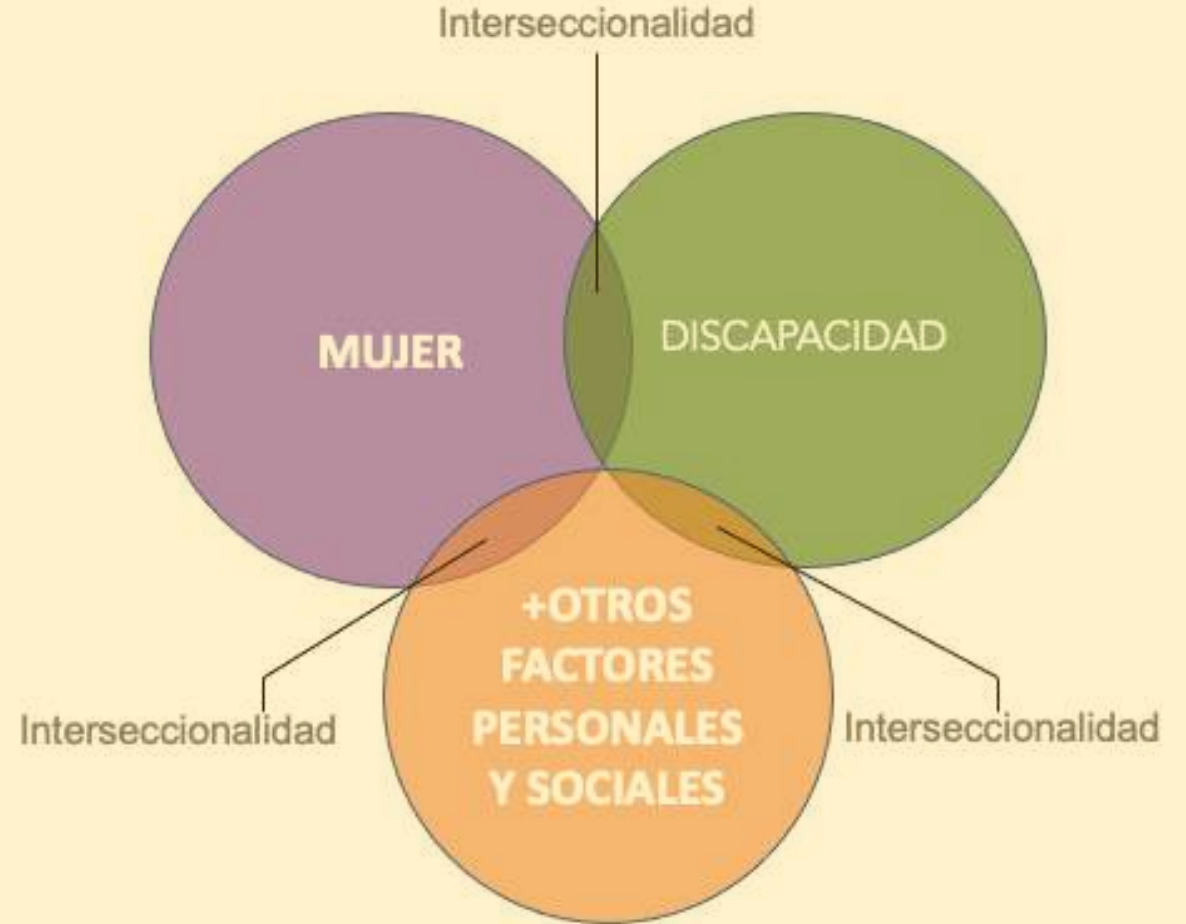 Interseccionalidad
MUJER
DISCAPACIDAD
+OTROS
FACTORES
PERSONALES
Y SOCIALES
Interseccionalidad
Interseccionalidad